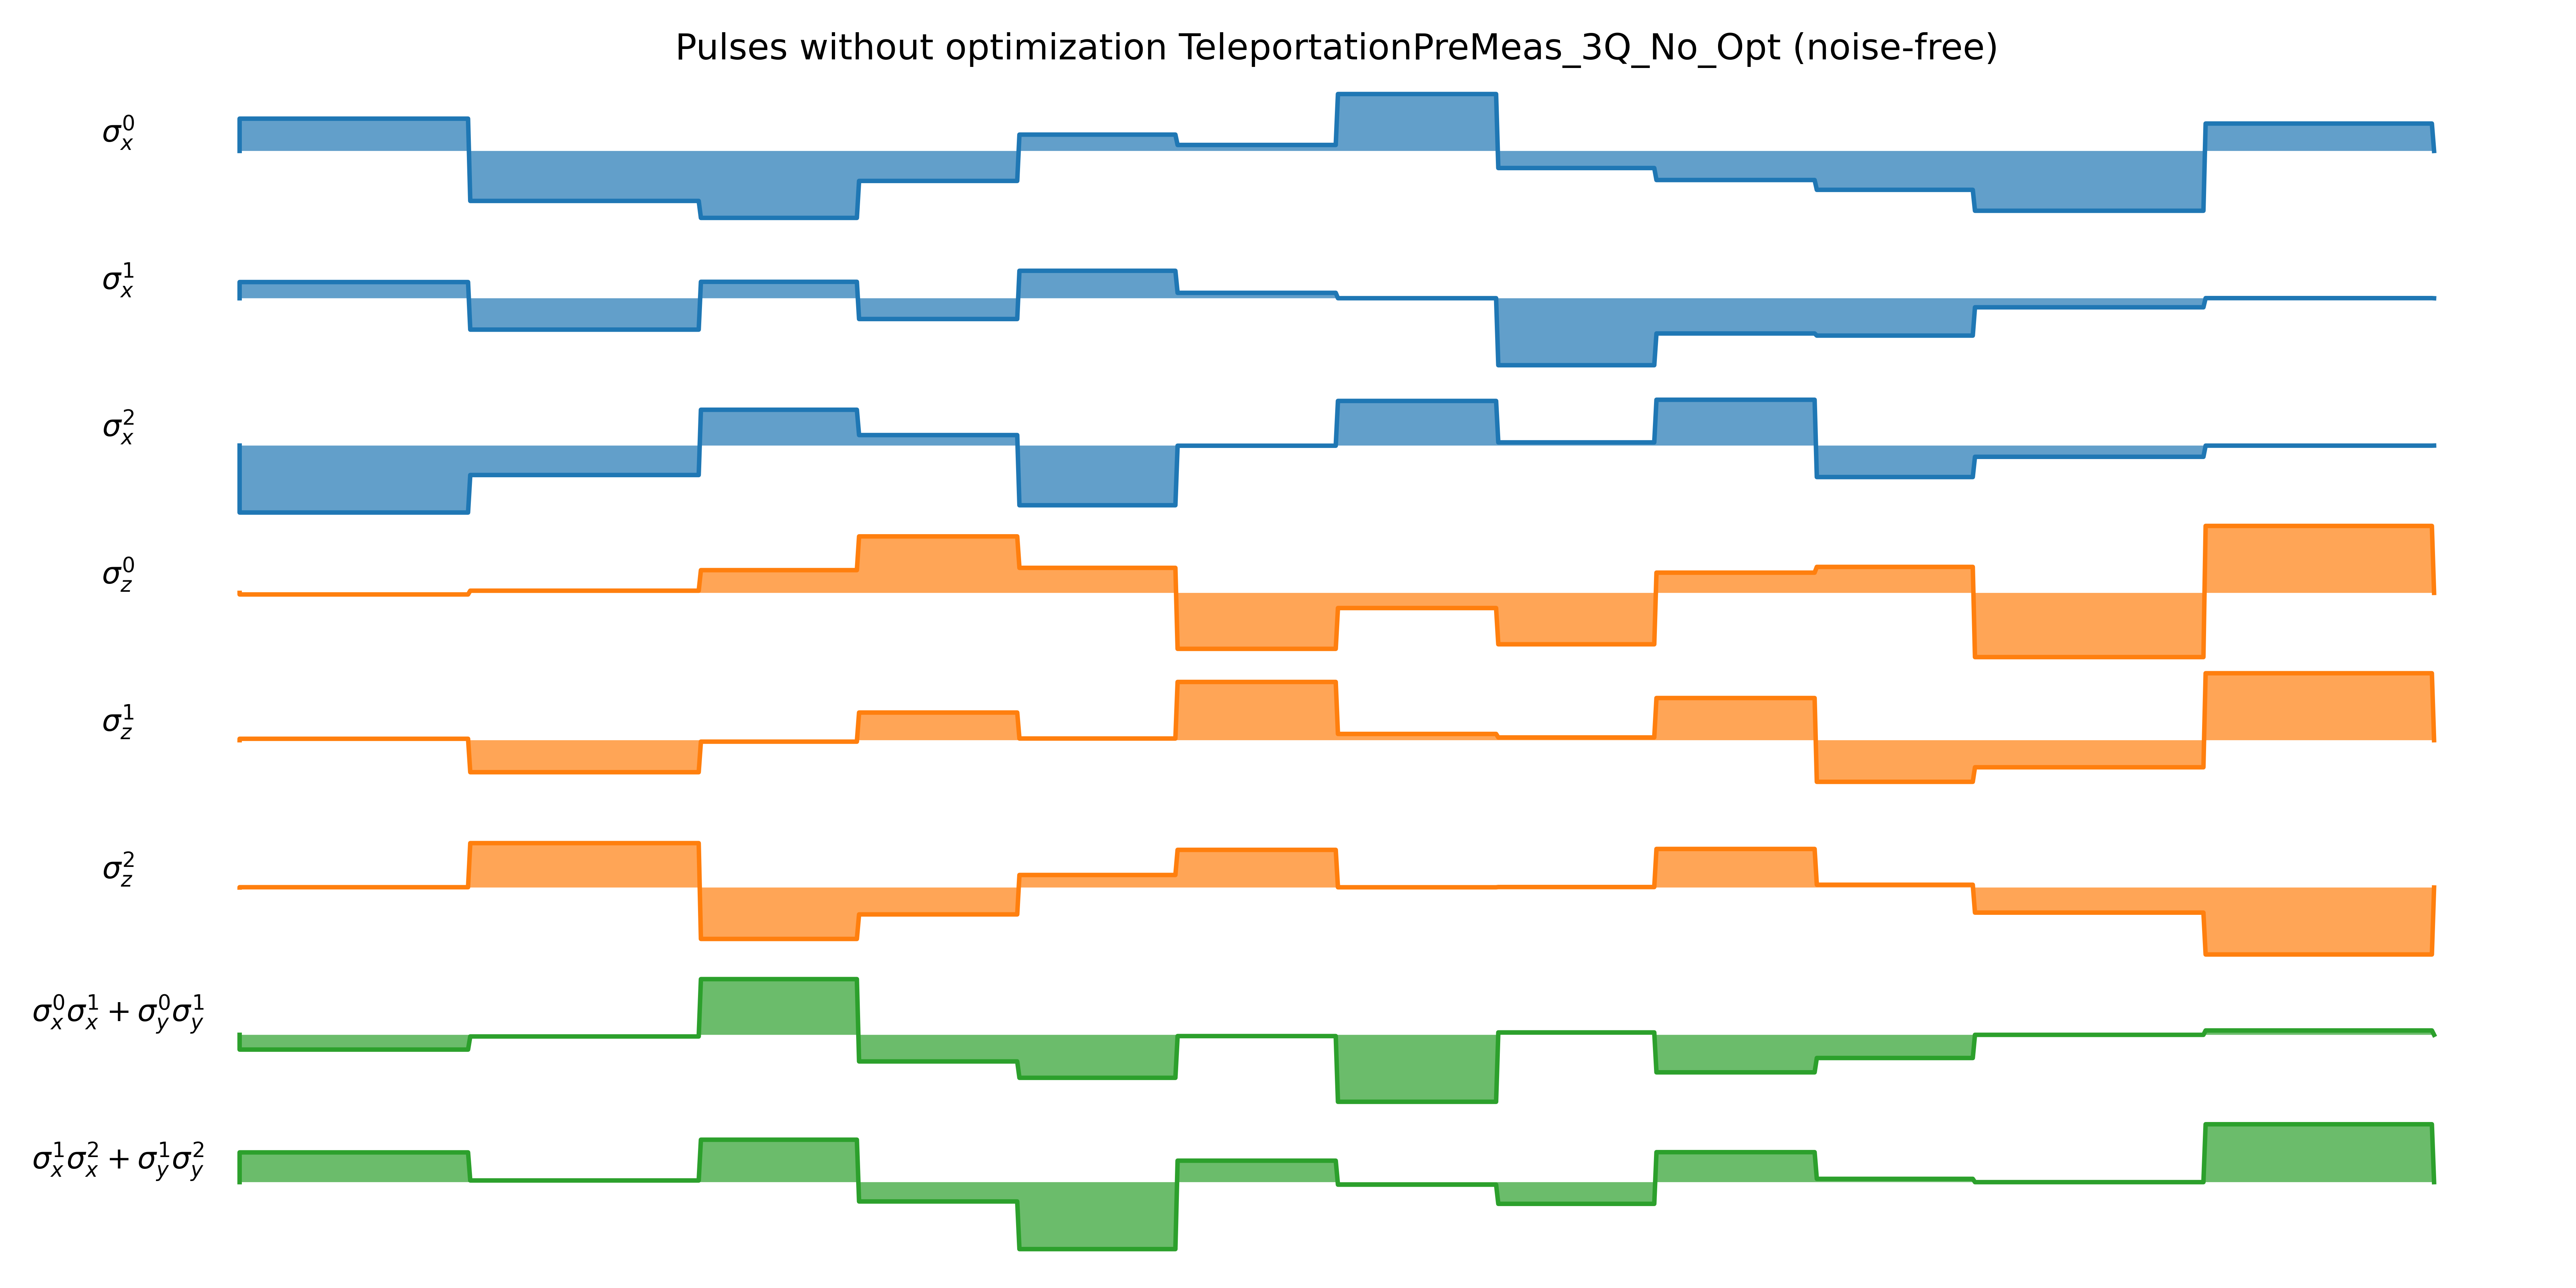 Pulses without optimization TeleportationPreMeas_3Q_No_Opt (noise-free)
σ_x^0
σ_x^1
σ_x^2
σ_z^0
σ_z^1
σ_z^2
σ_x^0σ_x^1 + σ_y^0σ_y^1
σ_x^1σ_x^2 + σ_y^1σ_y^2